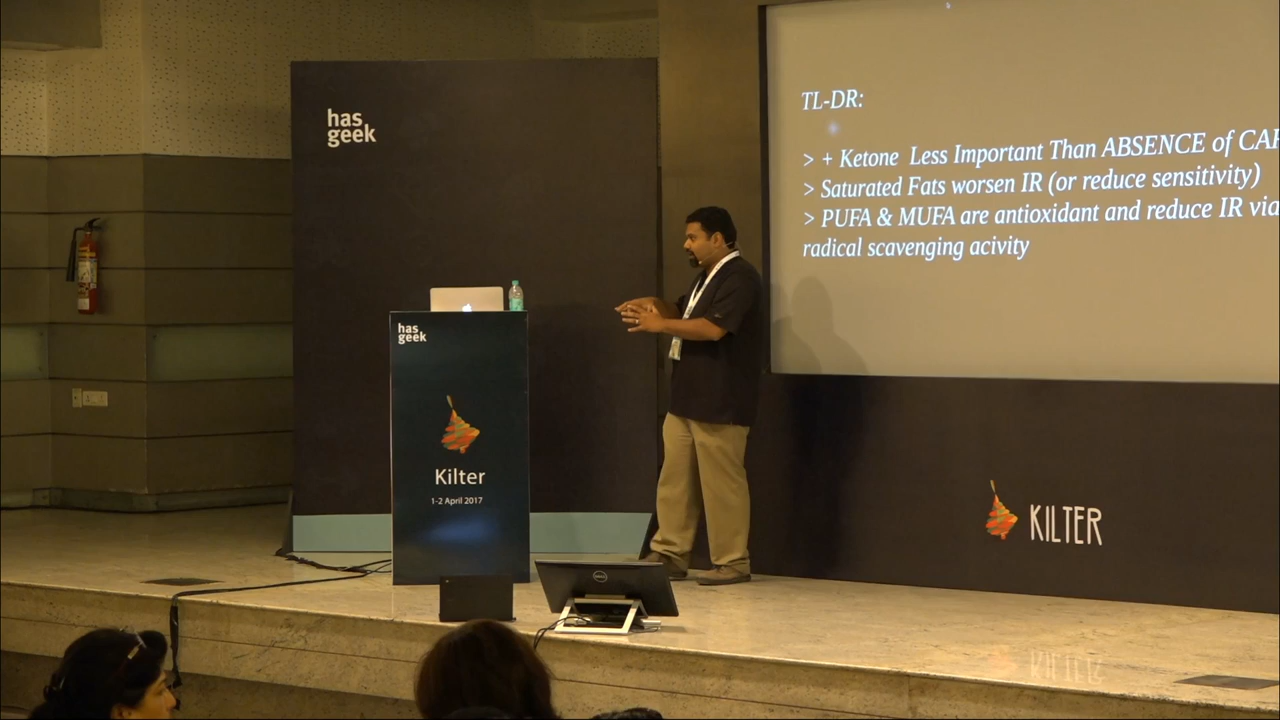 has
geek
TL-DR:
> + Ketone Less Important Than ABSENCE of
> Saturated Fats worsen IR (or reduce sensitivity)
> PUFA & MUFA are antioxidant and reduce IR via
radical scavenging acivity
has
geek
Kilter
1-2 April 2017
KILTER
DELL